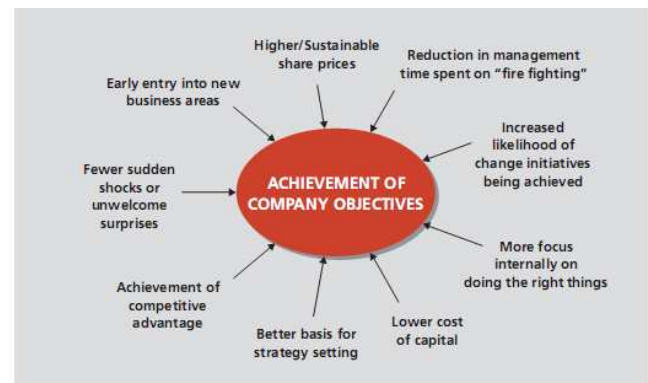 Higher/Sustainable
share prices
Reduction in management
time spent on “fire fighting”
Early entry into new
business areas
Increased
likelihood of
change initiatives
being achieved
Fewer sudden
shocks or
unwelcome
surprises
ACHIEVEMENT OF
COMPANY OBJECTIVES
More focus
internally on
doing the right things
Achievement of
competitive
advantage
Better basis for
strategy setting
Lower cost
of capital